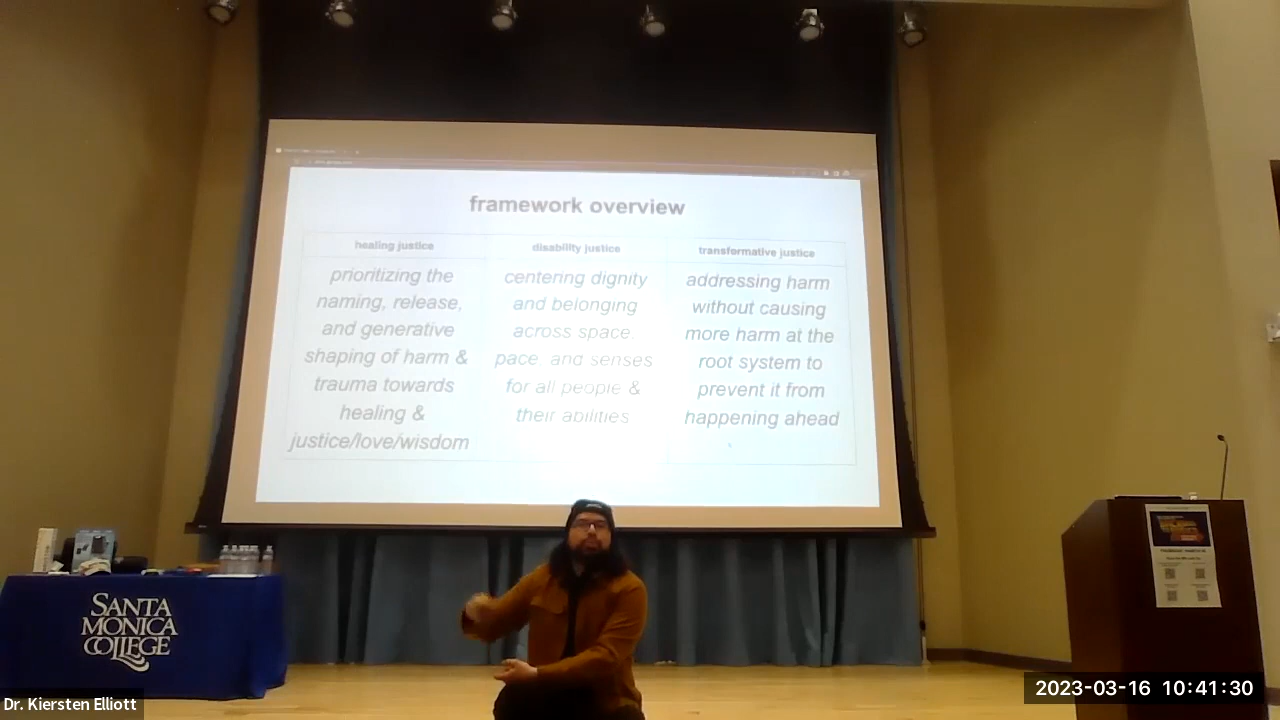 framework overview
healing justice
prioritizing the
naming, release,
and generative
shaping of harm &
trauma towards
healing &
justice/love/wisdom
disability justice
centering dignity
and belonging
across space.
pace, and senses
for all people &
their abilities
transformative justice
addressing harm
without causing
more harm at the
root system to
prevent it from
happening ahead
SANTA
MONICA
COLLEGE
Dr. Kiersten Elliott
2023-03-16 10:41:30